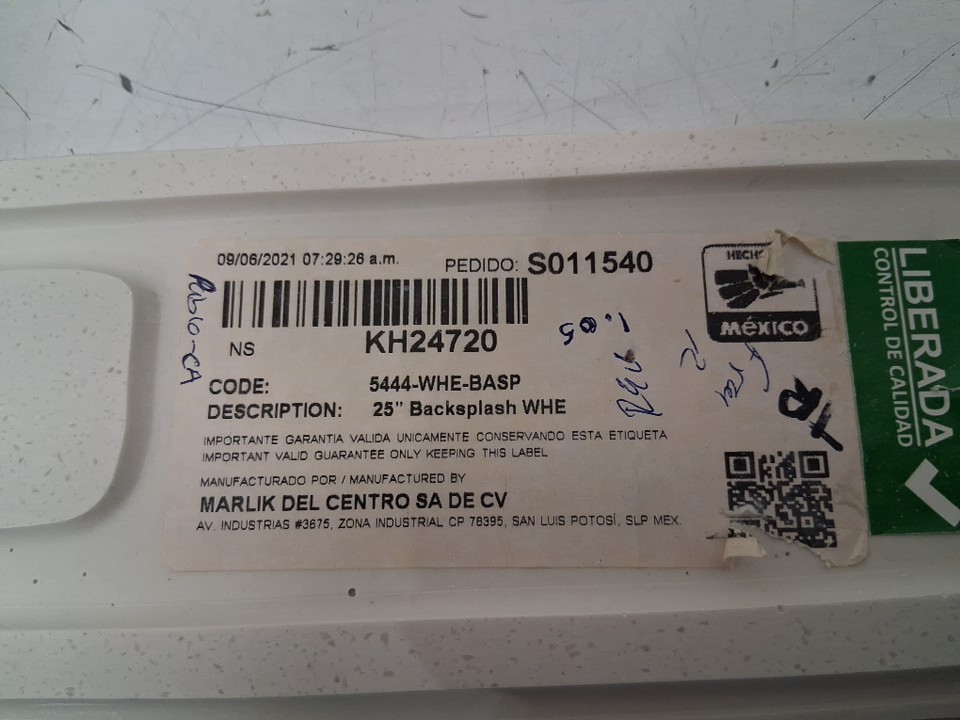 09/06/2021 07:29:26 a.m. PEDIDO: S011540
NS KH24720
CODE: 5444-WHE-BASP
DESCRIPTION: 25" Backsplash WHE
IMPORTANTE GARANTIA VALIDA UNICAMENTE CONSERVANDO ESTA ETIQUETA
IMPORTANT VALID GUARANTEE ONLY KEEPING THIS LABEL
MANUFACTURADO POR / MANUFACTURED BY
MARLIK DEL CENTRO SA DE CV
AV. INDUSTRIAS #3675, ZONA INDUSTRIAL CP 78395, SAN LUIS POTOSÍ, SLP MEX.
MÉXICO
1.05
LIBERADA
CONTROL DE CALIDAD